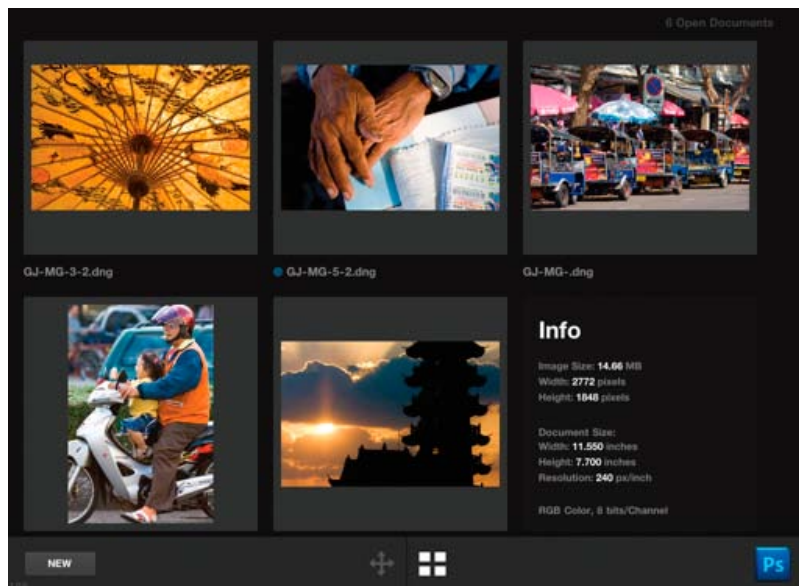 6 Open Documents
GJ-MG-3-2.dng
GJ-MG-5-2.dng
GJ-MG-.dng
Info
Image Size: 14.66 MB
Width: 2772 pixels
Height: 1848 pixels
Document Size:
Width: 11.550 inches
Height: 7.700 inches
Resolution: 240 px/inch
RGB Color, 8 bits/Channel
NEW
Ps